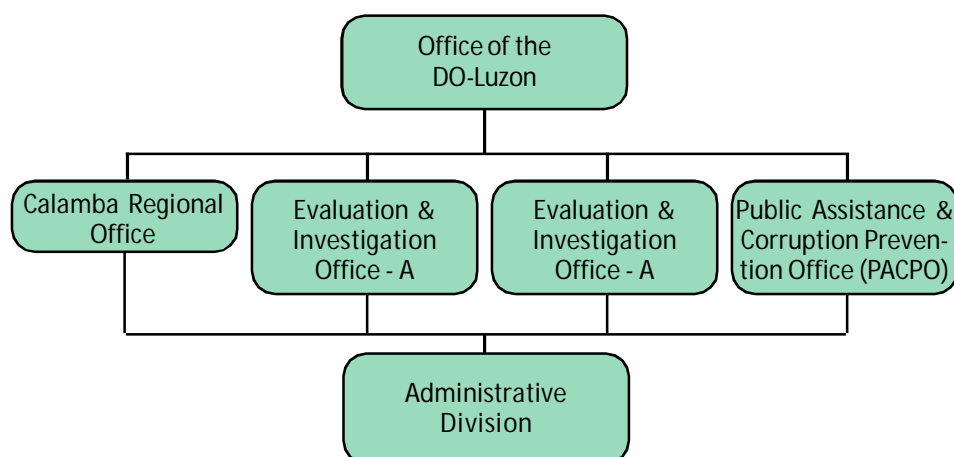 Office of the
DO-Luzon
Calamba Regional
Office
Evaluation &
Investigation
Office - A
Evaluation &
Investigation
Office - A
Public Assistance &
Corruption Preven-
tion Office (PACPO)
Administrative
Division